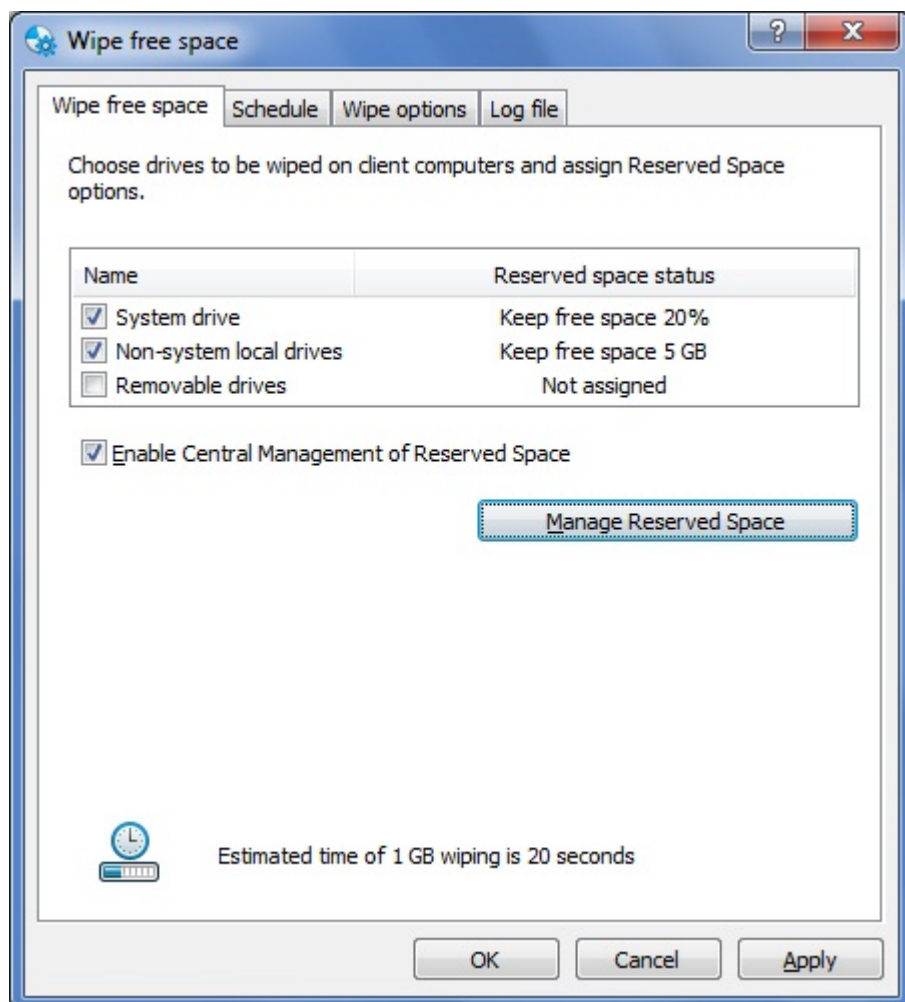 Wipe free space
Wipe free space Schedule Wipe options Log file
Choose drives to be wiped on client computers and assign Reserved Space
options.
Name Reserved space status
System drive Keep free space 20%
Non-system local drives Keep free space 5 GB
Removable drives Not assigned
Enable Central Management of Reserved Space
Manage Reserved Space
Estimated time of 1 GB wiping is 20 seconds
OK Cancel Apply